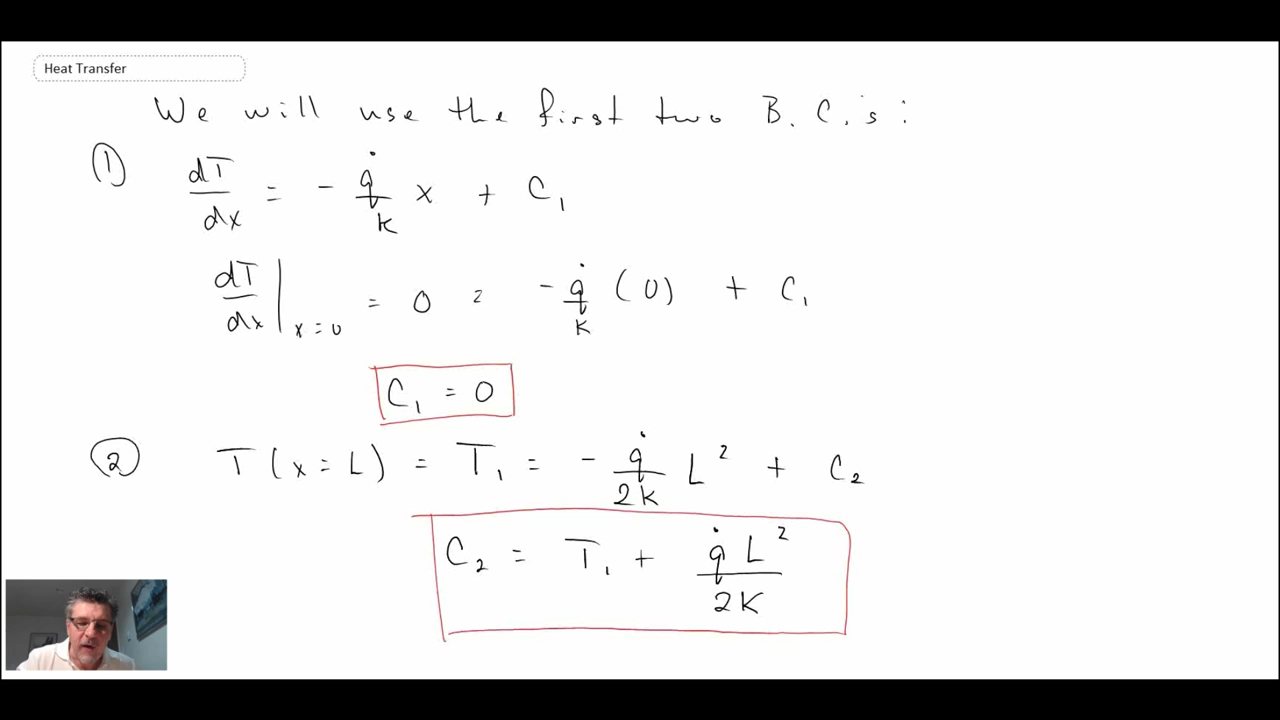 Heat Transfer
We will use the first two B.C.'s:
① dT/dx = - q̇/k x + C₁
dT/dx |ₓ₌₀ = 0 = - q̇/k (0) + C₁
C₁ = 0
② T(x=L) = T₁ = - q̇/2k L² + C₂
C₂ = T₁ + q̇L²/2k